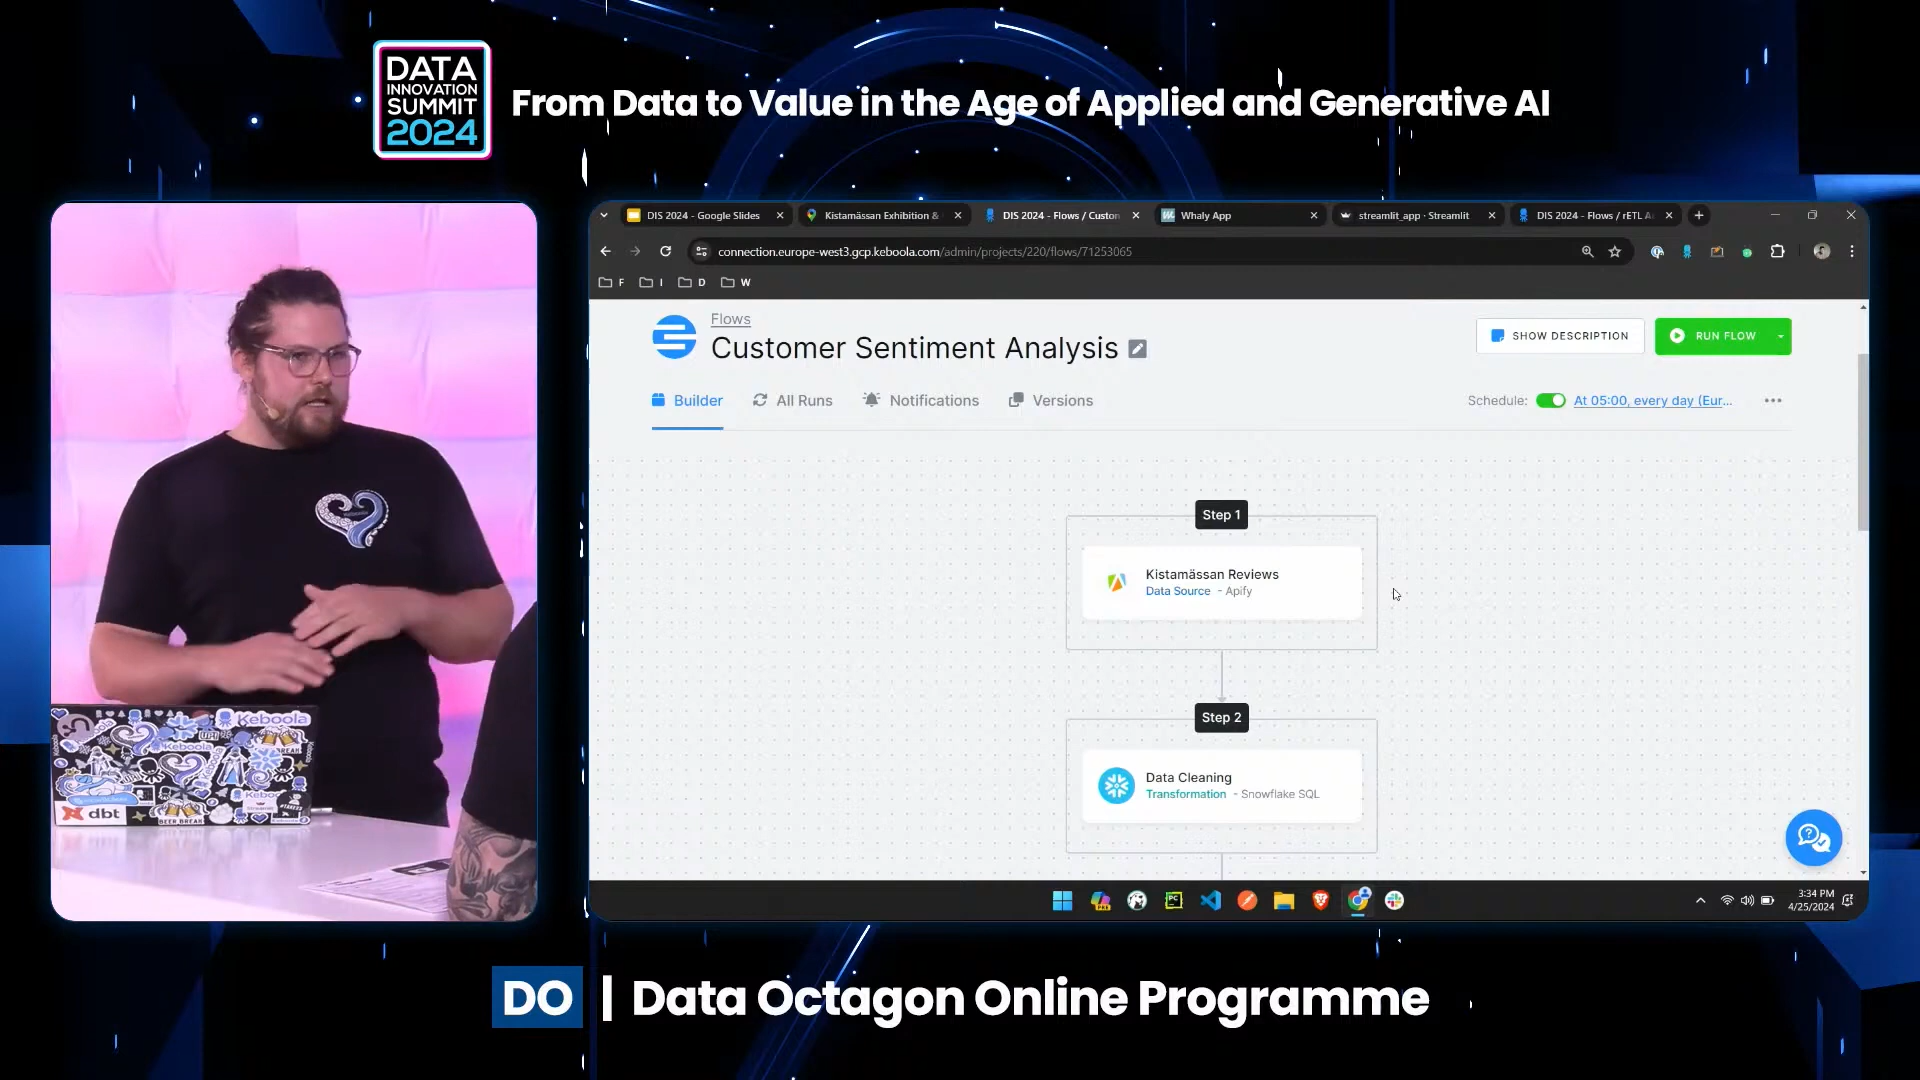 DATA
INNOVATION
SUMMIT
2024
From Data to Value in the Age of Applied and Generative AI
DIS 2024 - Google Slides
Kistamässan Exhibition &
DIS 2024 - Flows / Custon
Whaly App
streamlit_app · Streamlit
DIS 2024 - Flows / rETL A
connection.europe-west3.gcp.keboola.com/admin/projects/220/flows/71253065
F
I
D
W
Flows
Customer Sentiment Analysis
SHOW DESCRIPTION
RUN FLOW
Builder
All Runs
Notifications
Versions
Schedule:
At 05:00, every day (Eur...
Step 1
Kistamässan Reviews
Data Source - Apify
Step 2
Data Cleaning
Transformation - Snowflake SQL
3:34 PM
4/25/2024
Keboola
Keboola
dbt
BEER BREAK
DO | Data Octagon Online Programme